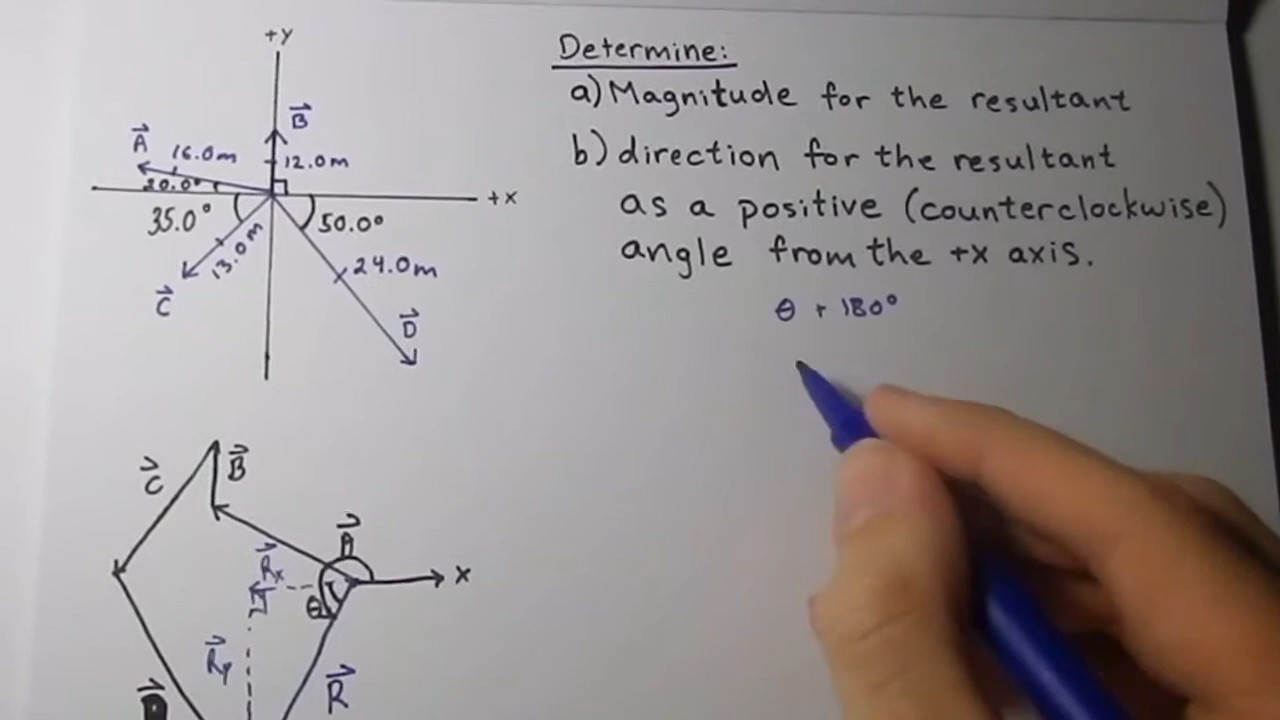 +y
Determine:
a) Magnitude for the resultant
B
A 16.0m
12.0m
b) direction for the resultant
20.0°
+x
as a positive (counterclockwise)
35.0° 50.0°
13.0m
angle from the +x axis.
24.0m
C
θ + 180°
D
C B
A
Rx
x
θ
Ry
R